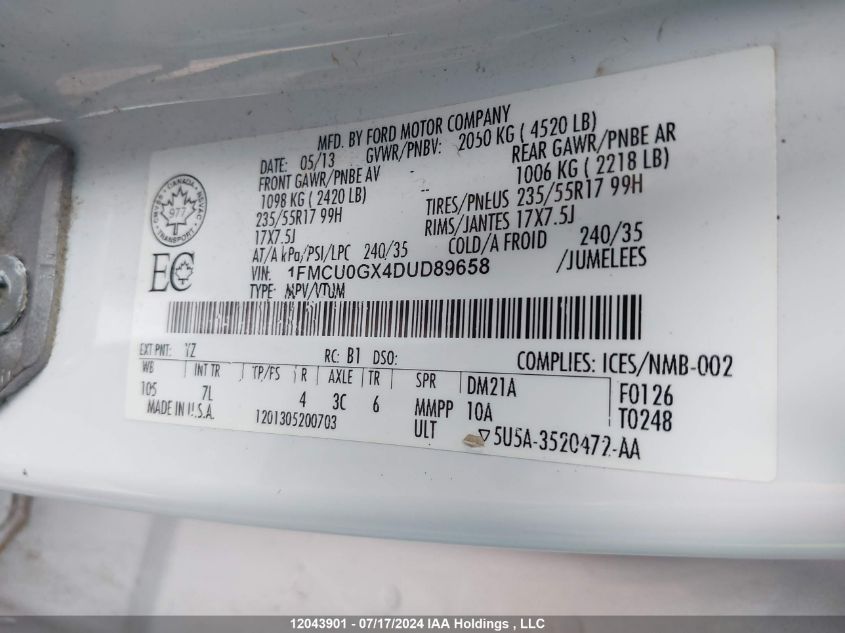 MFD. BY FORD MOTOR COMPANY
DATE: 05/13 GVWR/PNBV: 2050 KG ( 4520 LB)
FRONT GAWR/PNBE AV REAR GAWR/PNBE AR
1098 KG ( 2420 LB) 1006 KG ( 2218 LB)
235/55R17 99H TIRES/PNEUS 235/55R17 99H
17X7.5J RIMS/JANTES 17X7.5J
AT/A kPa/PSI/LPC 240/35 COLD/A FROID 240/35
VIN: 1FMCU0GX4DUD89658 /JUMELEES
TYPE: MPV/VTUM
CANADA
977
TRANSPORT
EC
EXT PNT: YZ RC: B1 DSO: COMPLIES: ICES/NMB-002
WB INT TR TP/PS R AXLE TR SPR DM21A F0126
105 7L 4 3C 6 MMPP 10A T0248
MADE IN U.S.A. 1201305200703 ULT ▽5U5A-3520472-AA
12043901 - 07/17/2024 IAA Holdings , LLC